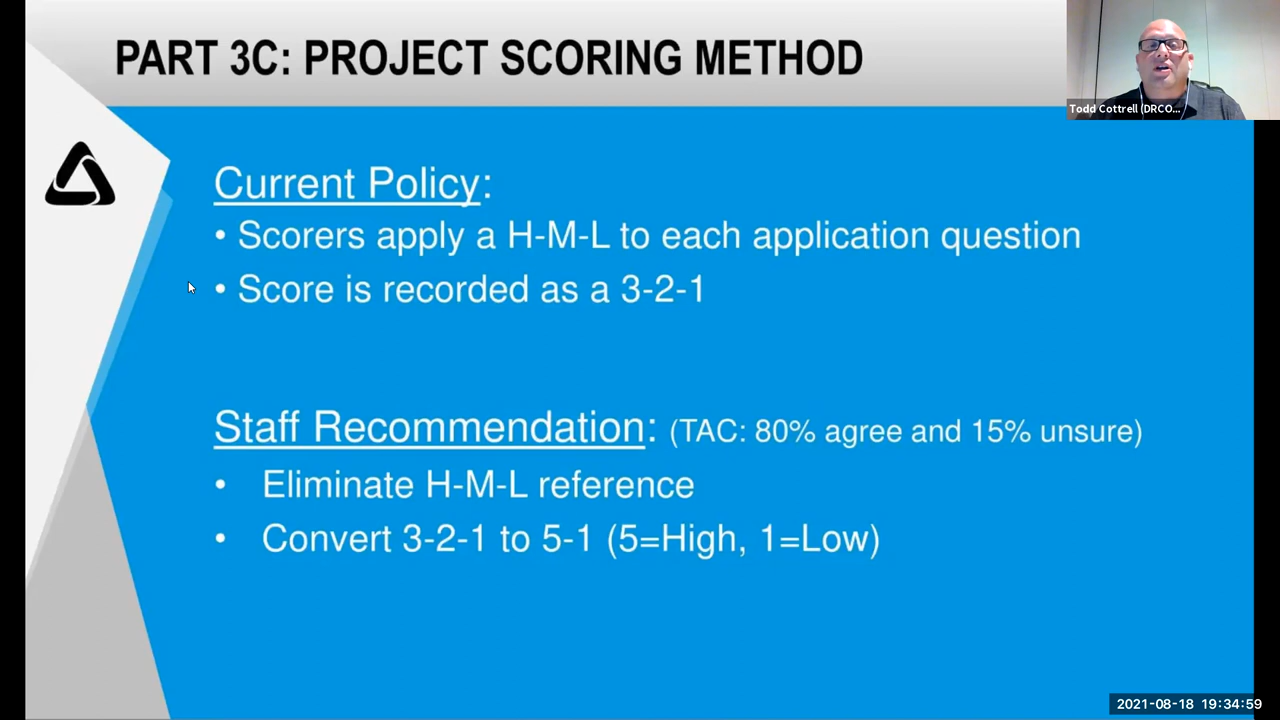 PART 3C: PROJECT SCORING METHOD
Todd Cottrell (DRCO...
Current Policy:
• Scorers apply a H-M-L to each application question
• Score is recorded as a 3-2-1
Staff Recommendation: (TAC: 80% agree and 15% unsure)
• Eliminate H-M-L reference
• Convert 3-2-1 to 5-1 (5=High, 1=Low)
2021-08-18 19:34:59